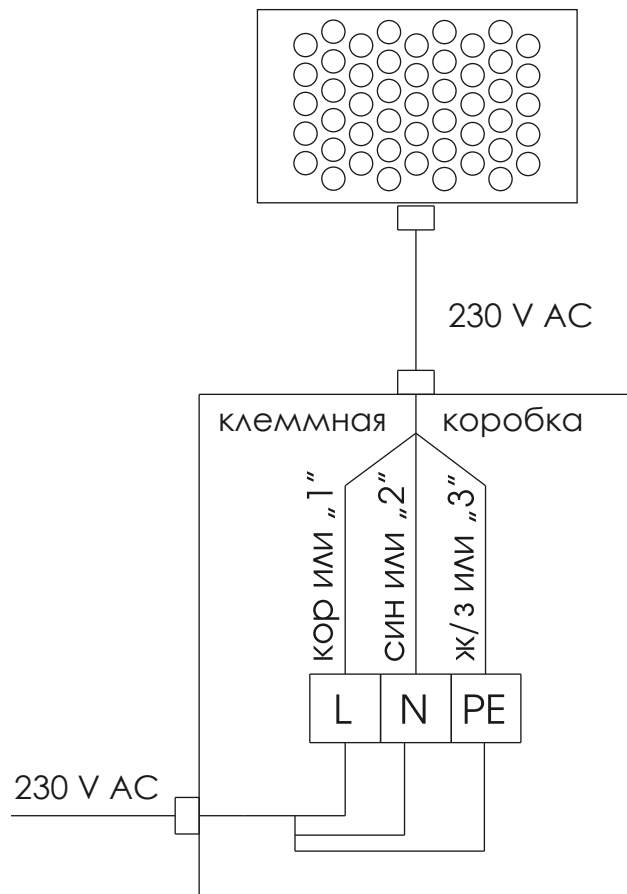 230 V AC
клеммная коробка
кор или „1”
син или „2”
ж/з или „3”
L N PE
230 V AC